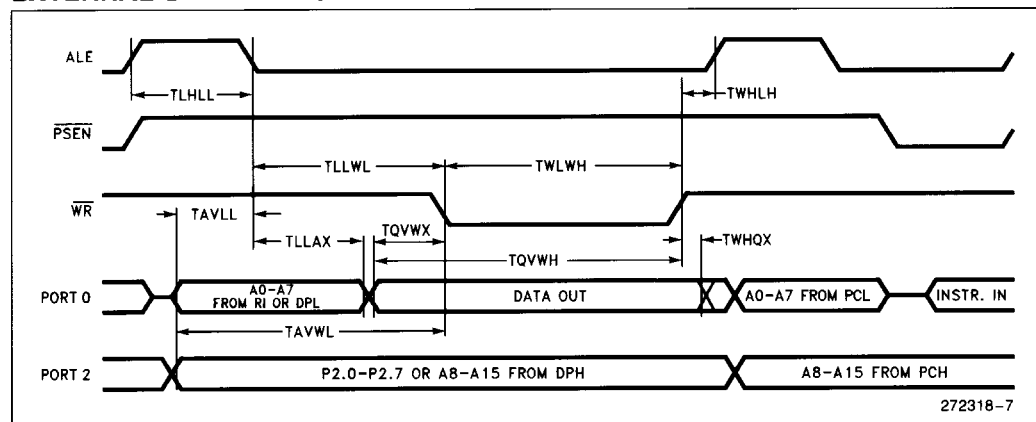 ALE
TLHLL
TWHLH
PSEN
TLLWL
TWLWH
WR
TAVLL
TLLAX
TQVWX
TWHQX
TQVWH
PORT 0
A0-A7
FROM RI OR DPL
DATA OUT
A0-A7 FROM PCL
INSTR. IN
TAVWL
PORT 2
P2.0-P2.7 OR A8-A15 FROM DPH
A8-A15 FROM PCH
272318-7